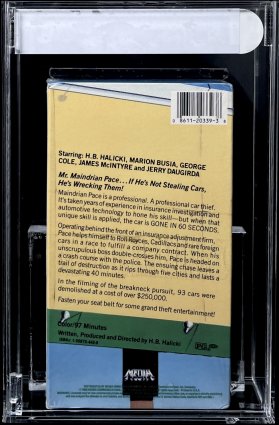 0 8611-20339-3 8
Starring: H.B. HALICKI, MARION BUSIA, GEORGE
COLE, JAMES McINTYRE and JERRY DAUGIRDA
Mr. Maindrian Pace...If He's Not Stealing Cars,
He's Wrecking Them!
Maindrian Pace is a professional. A professional car thief.
It's taken years of experience in insurance investigation and
automotive technology to hone his skill—but when that
unique skill is applied, the car is GONE IN 60 SECONDS.
Operating behind the front of an insurance adjustment firm,
Pace helps himself to Roll Royces, Cadillacs and rare foreign
cars in a race to fulfill a company contract. When his
unscrupulous boss double-crosses him, Pace is headed on
a crash course with the police. The ensuing chase leaves a
trail of destruction as it rips through five cities and lasts a
devastating 40 minutes.
In the filming of the breakneck pursuit, 93 cars were
demolished at a cost of over $250,000.
Fasten your seat belt for some grand theft entertainment!
Color/97 Minutes
Written, Produced and Directed by H.B. Halicki
MEDIA